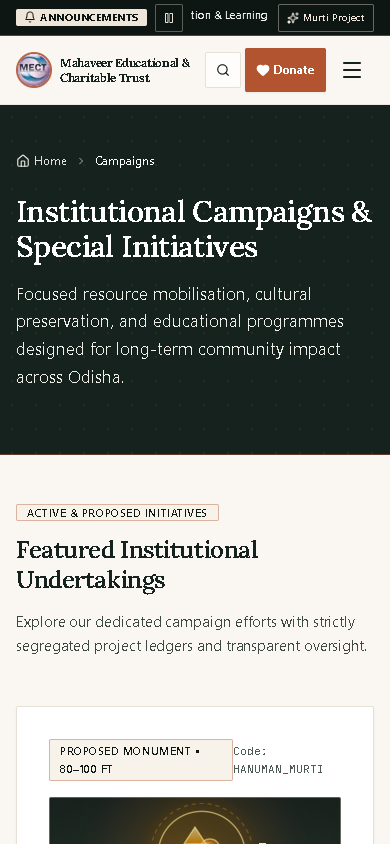 ANNOUNCEMENTS
tion & Learning
Murti Project
MECT
Mahaveer Educational &
Charitable Trust
Donate
Home
Campaigns
Institutional Campaigns &
Special Initiatives
Focused resource mobilisation, cultural
preservation, and educational programmes
designed for long-term community impact
across Odisha.
ACTIVE & PROPOSED INITIATIVES
Featured Institutional
Undertakings
Explore our dedicated campaign efforts with strictly
segregated project ledgers and transparent oversight.
PROPOSED MONUMENT •
80–100 FT
Code:
HANUMAN_MURTI